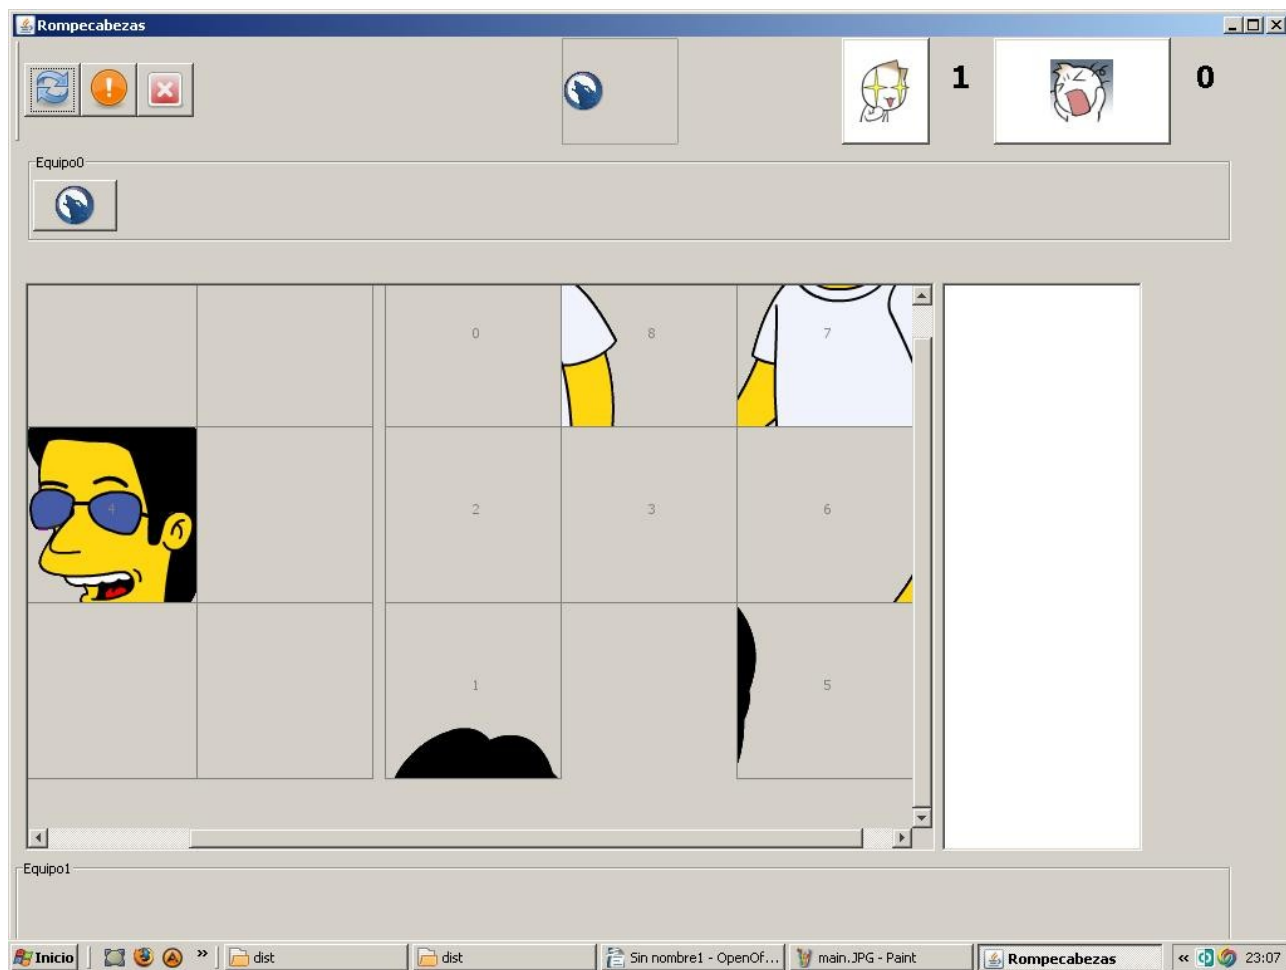 Rompecabezas
1 0
Equipo0
0 8 7
4 2 3 6
1 5
Equipo1
Inicio » dist dist Sin nombre1 - OpenOf... main.JPG - Paint Rompecabezas « 23:07